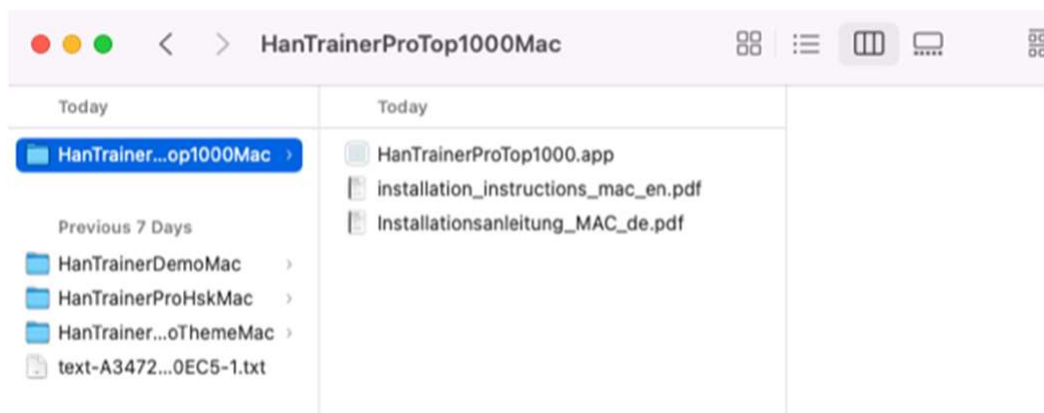 HanTrainerProTop1000Mac
Today
HanTrainer...op1000Mac
Previous 7 Days
HanTrainerDemoMac
HanTrainerProHskMac
HanTrainer...oThemeMac
text-A3472...0EC5-1.txt
Today
HanTrainerProTop1000.app
installation_instructions_mac_en.pdf
Installationsanleitung_MAC_de.pdf